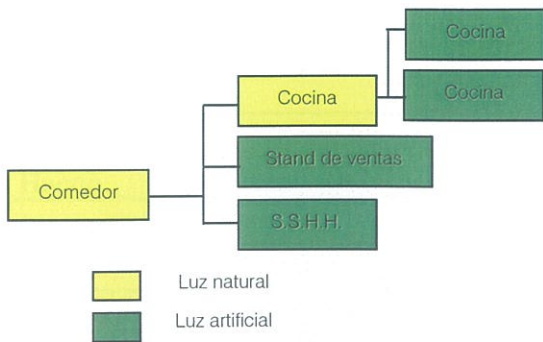 Cocina
Cocina
Cocina
Stand de ventas
Comedor
S.S.H.H.
Luz natural
Luz artificial